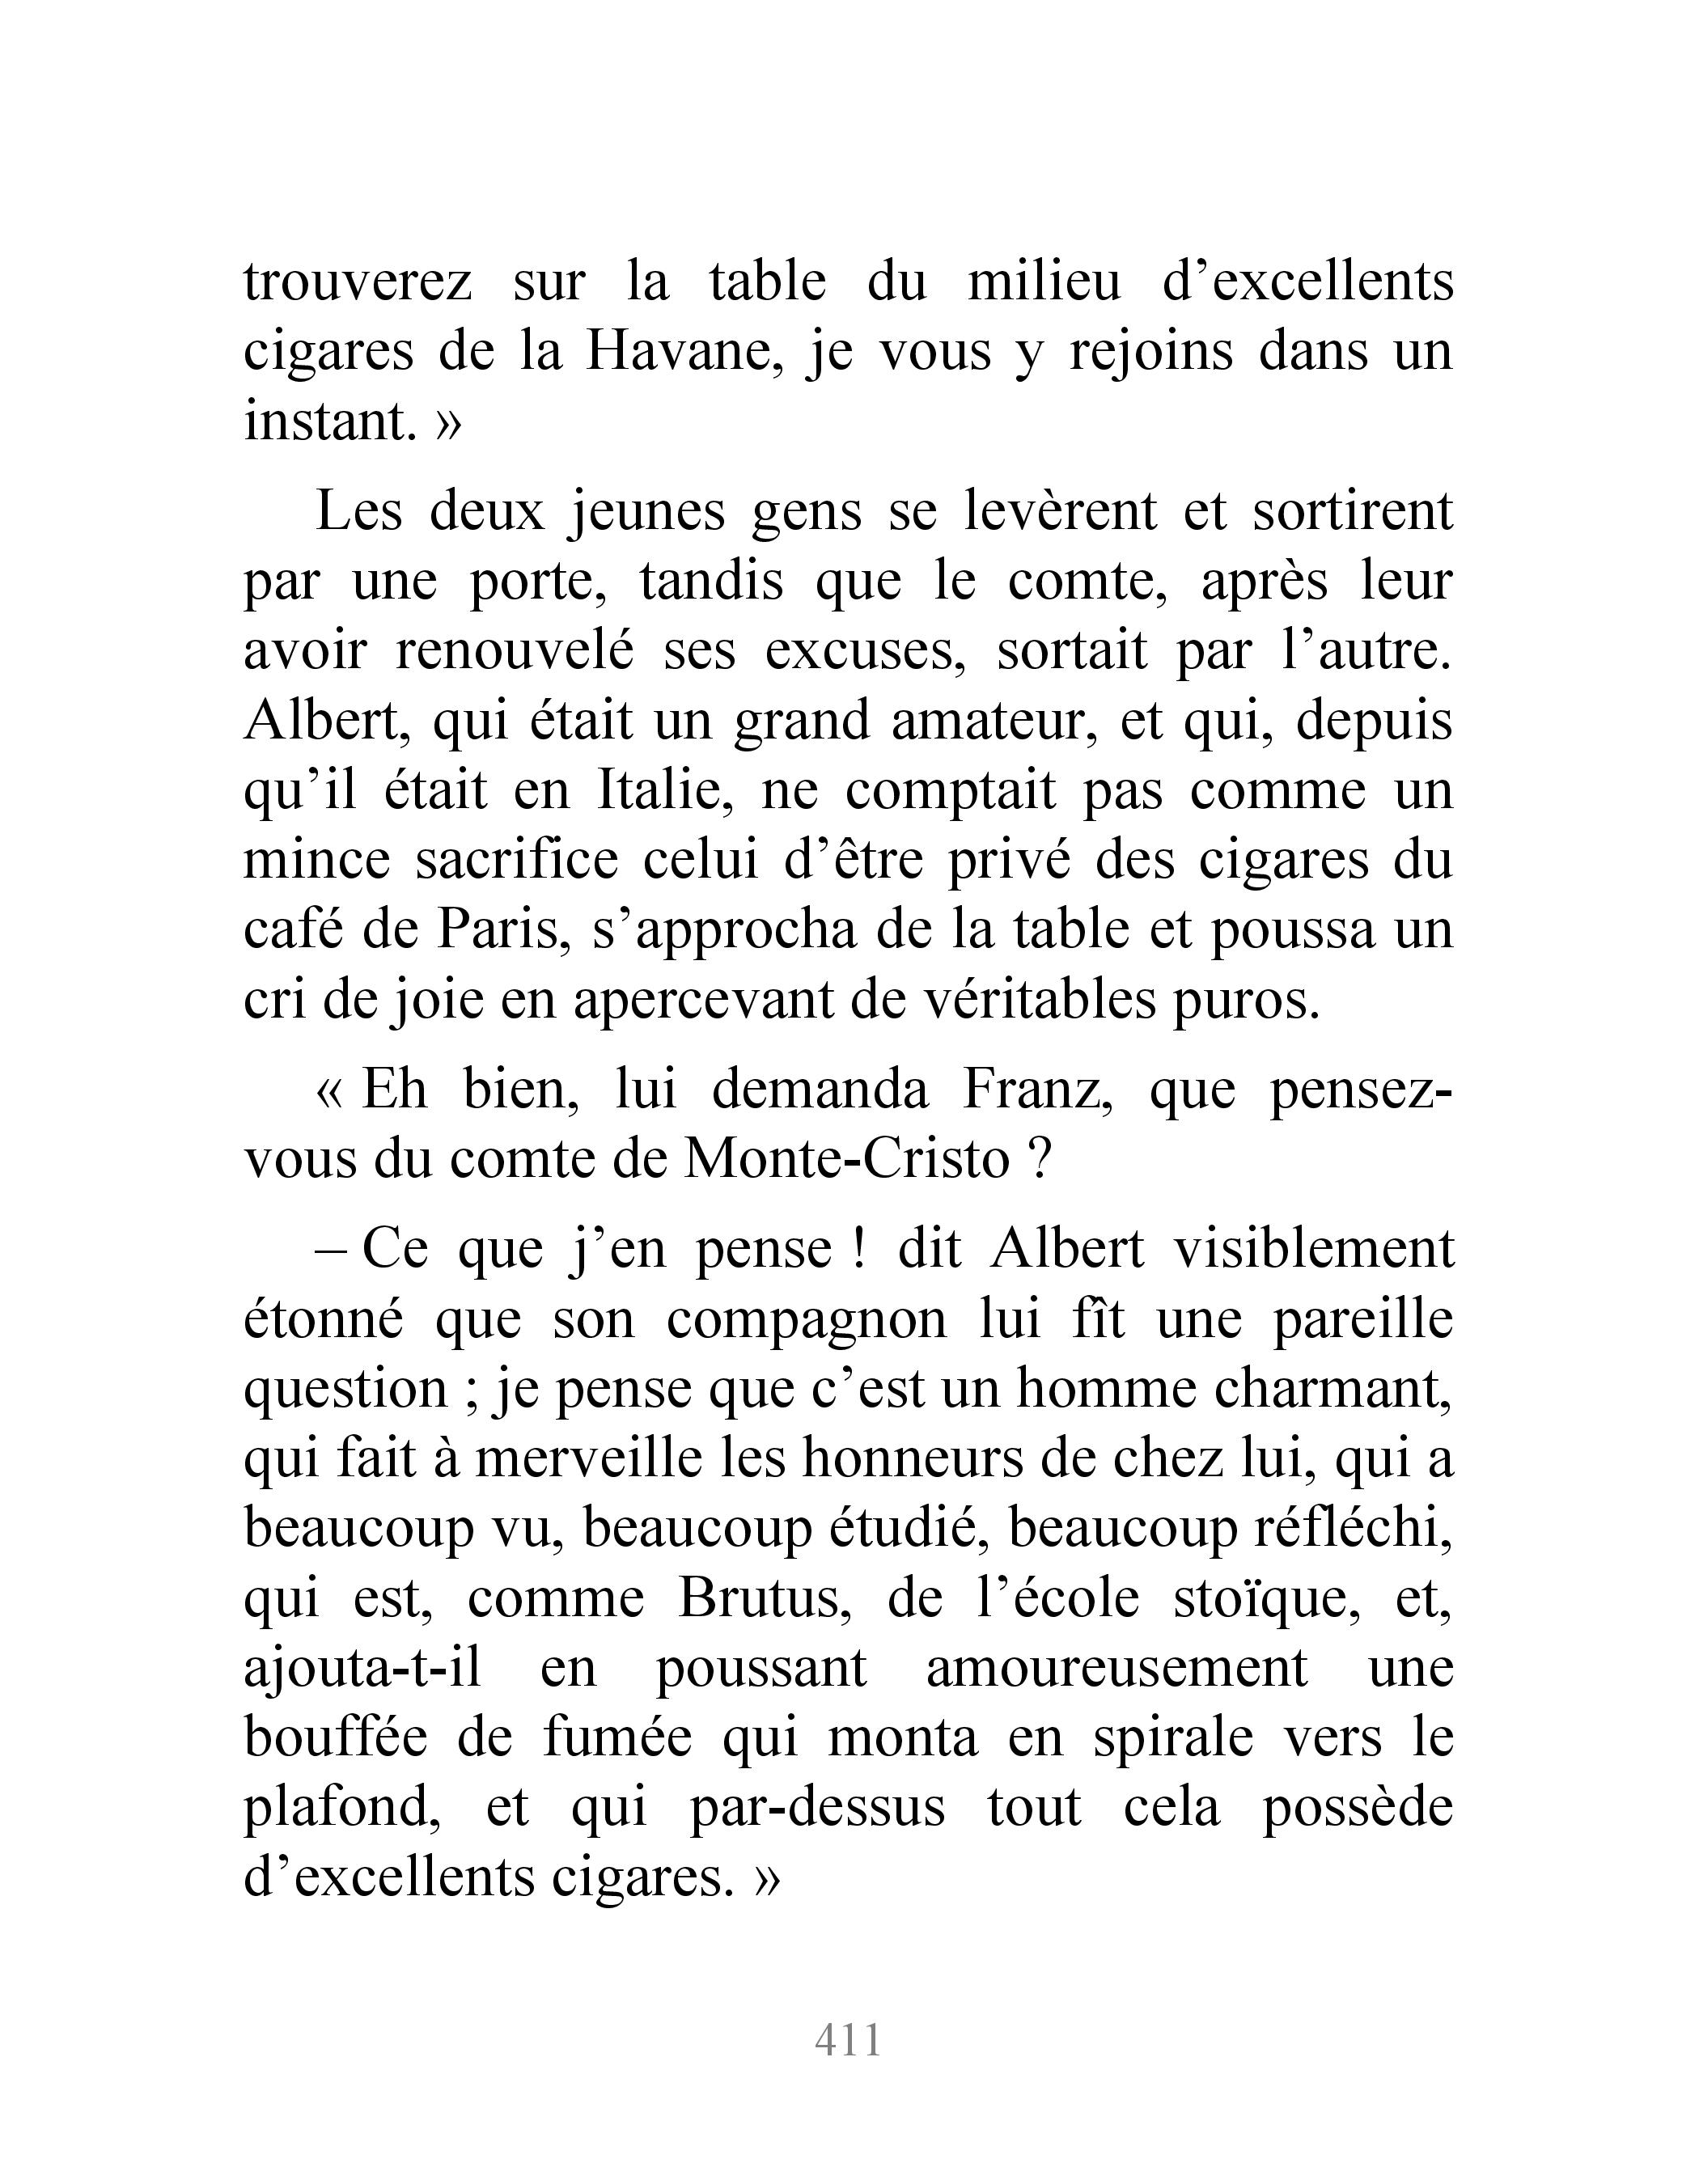 trouverez sur la table du milieu d’excellents
cigares de la Havane, je vous y rejoins dans un
instant. »
Les deux jeunes gens se levèrent et sortirent
par une porte, tandis que le comte, après leur
avoir renouvelé ses excuses, sortait par l’autre.
Albert, qui était un grand amateur, et qui, depuis
qu’il était en Italie, ne comptait pas comme un
mince sacrifice celui d’être privé des cigares du
café de Paris, s’approcha de la table et poussa un
cri de joie en apercevant de véritables puros.
« Eh bien, lui demanda Franz, que pensez-
vous du comte de Monte-Cristo ?
– Ce que j’en pense ! dit Albert visiblement
étonné que son compagnon lui fît une pareille
question ; je pense que c’est un homme charmant,
qui fait à merveille les honneurs de chez lui, qui a
beaucoup vu, beaucoup étudié, beaucoup réfléchi,
qui est, comme Brutus, de l’école stoïque, et,
ajouta-t-il en poussant amoureusement une
bouffée de fumée qui monta en spirale vers le
plafond, et qui par-dessus tout cela possède
d’excellents cigares. »
411